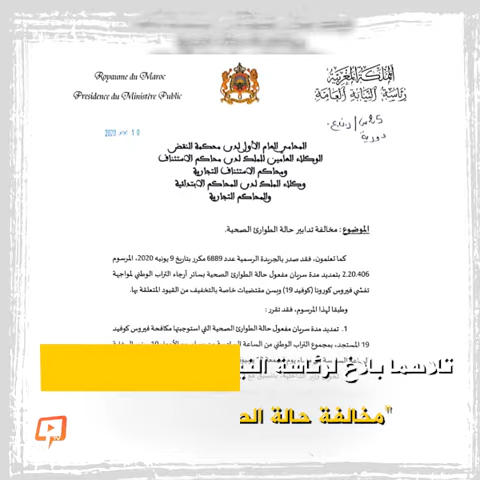 Royaume du Maroc
Presidence du Ministère Public
المملكة المغربية
رئاسة النيابة العامة
25س/ر ن ع
دورية
10
2020
المحامي العام الأول لدى محكمة النقض
الوكلاء العامين للملك لدى محاكم الاستئناف
ومحاكم الاستئناف التجارية
وكلاء الملك لدى المحاكم الابتدائية
والمحاكم التجارية
الموضوع: مخالفة تدابير حالة الطوارئ الصحية.
كما تعلمون، فقد صدر بالجريدة الرسمية عدد 6889 مكرر بتاريخ 9 يونيه 2020، المرسوم
2.20.406 بتمديد مدة سريان مفعول حالة الطوارئ الصحية بسائر أرجاء التراب الوطني لمواجهة
تفشي فيروس كورونا (كوفيد 19) وبسن مقتضيات خاصة بالتخفيف من القيود المتعلقة بها.
وطبقا لهذا المرسوم، فقد تقرر:
1. تمديد مدة سريان مفعول حالة الطوارئ الصحية التي استوجبتها مكافحة فيروس كوفيد
19 المستجد، بمجموع التراب الوطني من الساعة
تلاهما بلاغ لرئاسة
"مخالفة حالة